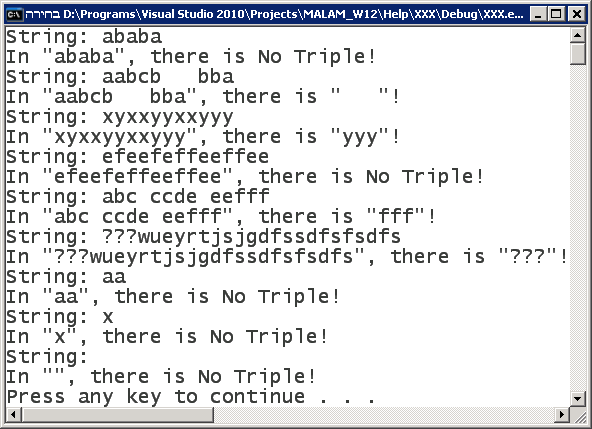 בחירת D:\Programs\Visual Studio 2010\Projects\MALAM_W12\Help\XXX\Debug\XXX.e...
String: ababa
In "ababa", there is No Triple!
String: aabcb   bba
In "aabcb   bba", there is "   "!
String: xyxxyyxxyyy
In "xyxxyyxxyyy", there is "yyy"!
String: efeefeffeeffee
In "efeefeffeeffee", there is No Triple!
String: abc ccde eefff
In "abc ccde eefff", there is "fff"!
String: ???wueyrtjsjgdfssdfsfsdfs
In "???wueyrtjsjgdfssdfsfsdfs", there is "???"!
String: aa
In "aa", there is No Triple!
String: x
In "x", there is No Triple!
String:
In "", there is No Triple!
Press any key to continue . . .